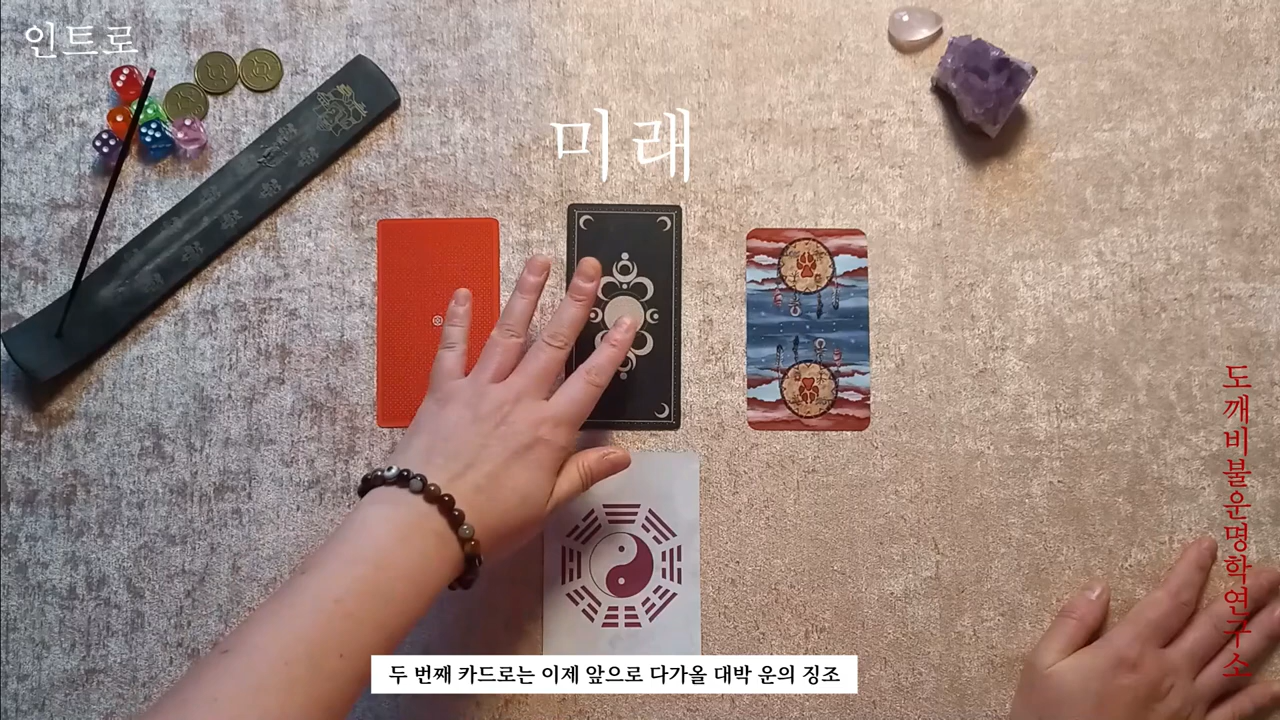 인트로
미래
도깨비불운명학연구소
두 번째 카드로는 이제 앞으로 다가올 대박 운의 징조